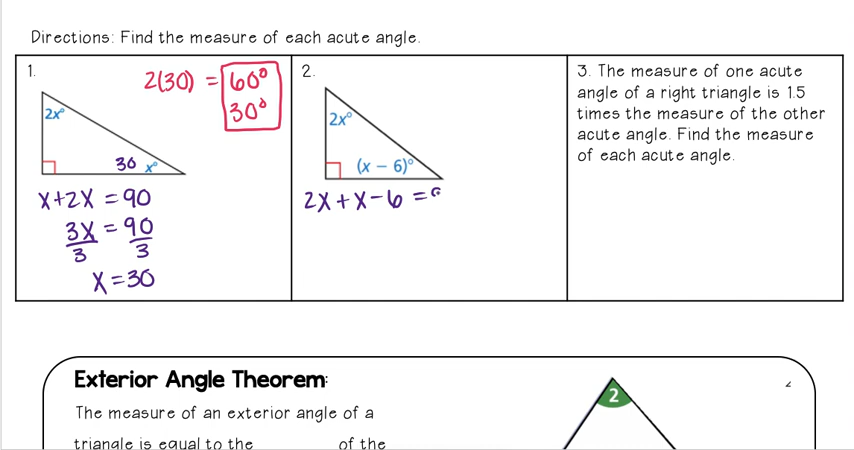 Directions: Find the measure of each acute angle.
1.
2(30) = 60°
30°
2x°
30 x°
x+2x = 90
3x = 90
3 3
x = 30
2.
2x°
(x – 6)°
2x + x - 6 =
3. The measure of one acute
angle of a right triangle is 1.5
times the measure of the other
acute angle. Find the measure
of each acute angle.
Exterior Angle Theorem:
The measure of an exterior angle of a
triangle is equal to the ________ of the
2